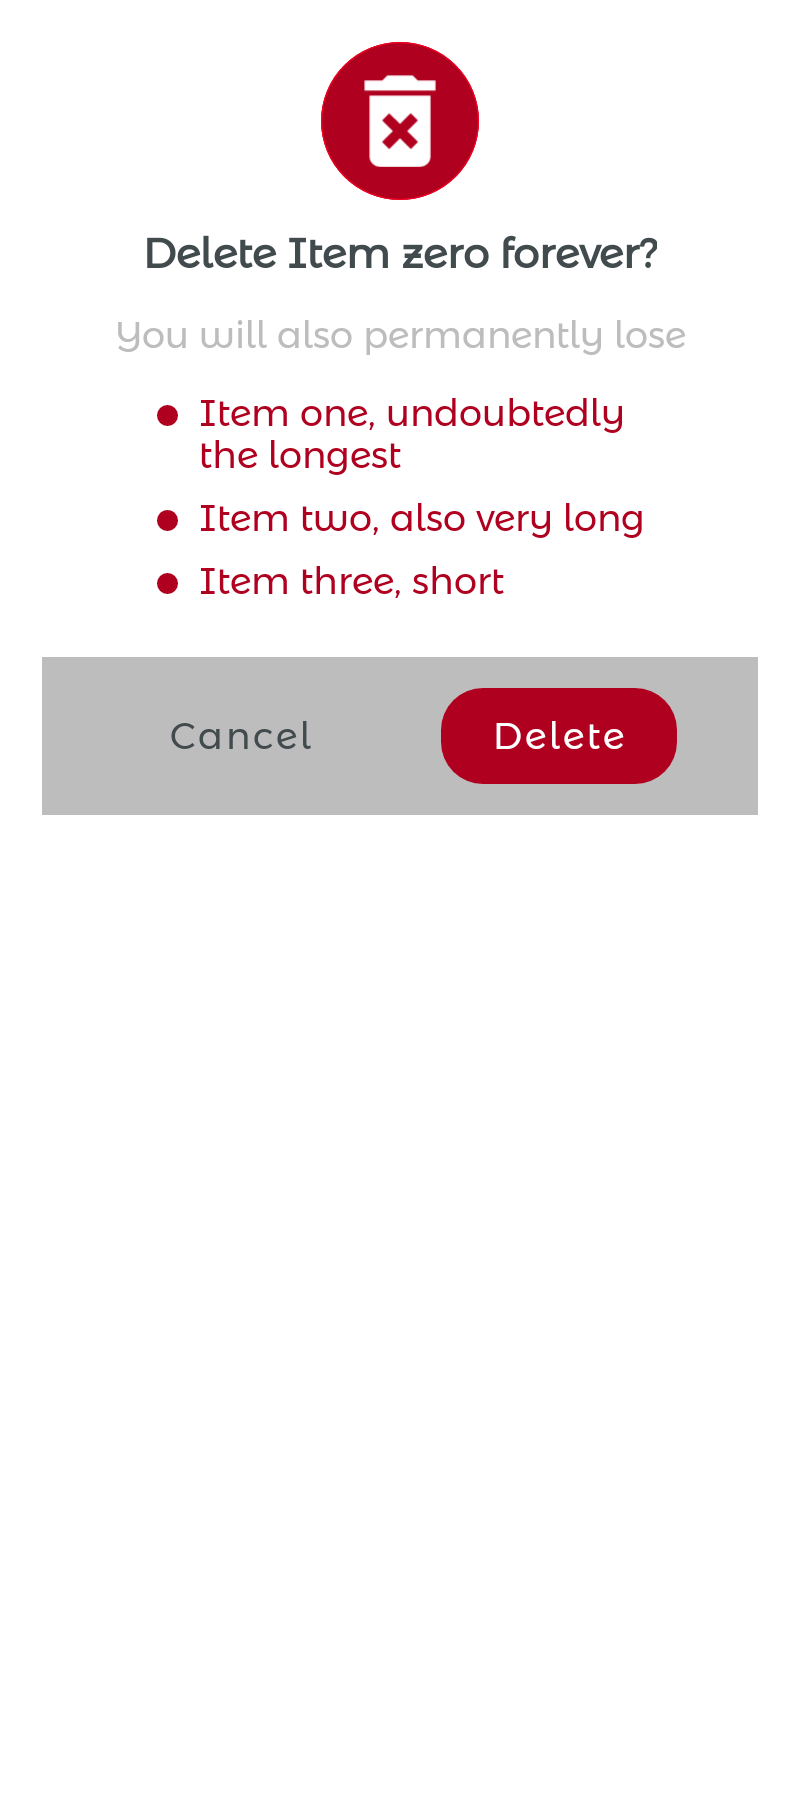 Delete Item zero forever?
You will also permanently lose
Item one, undoubtedly
the longest
Item two, also very long
Item three, short
Cancel
Delete